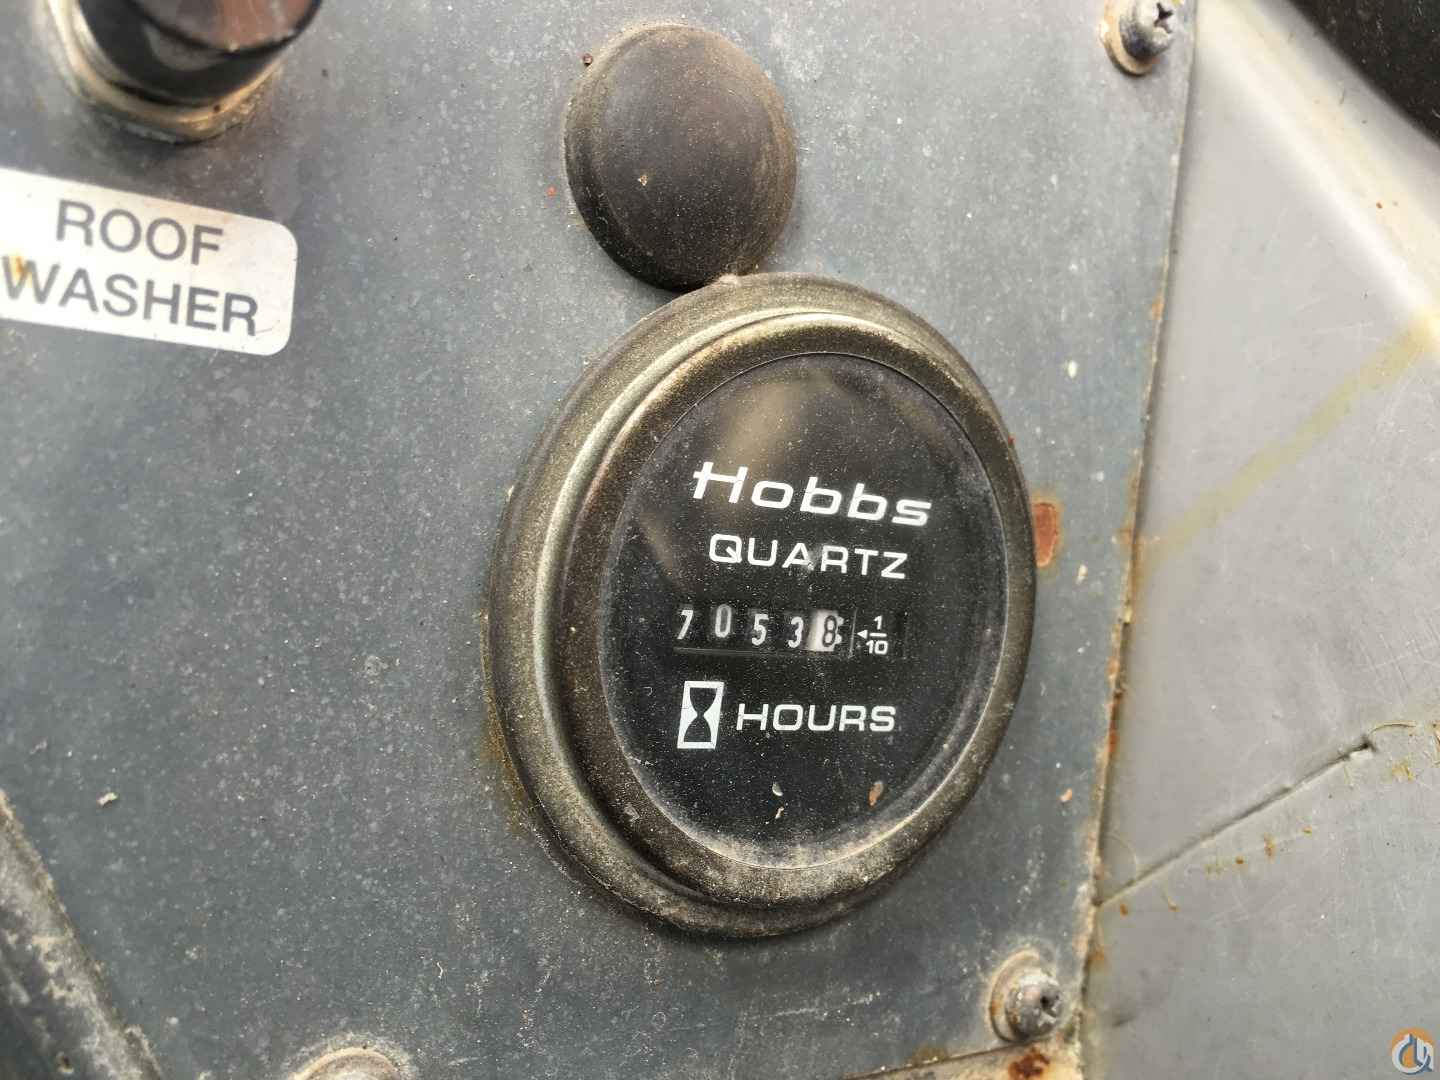 ROOF
WASHER
Hobbs
QUARTZ
70538 1/10
HOURS